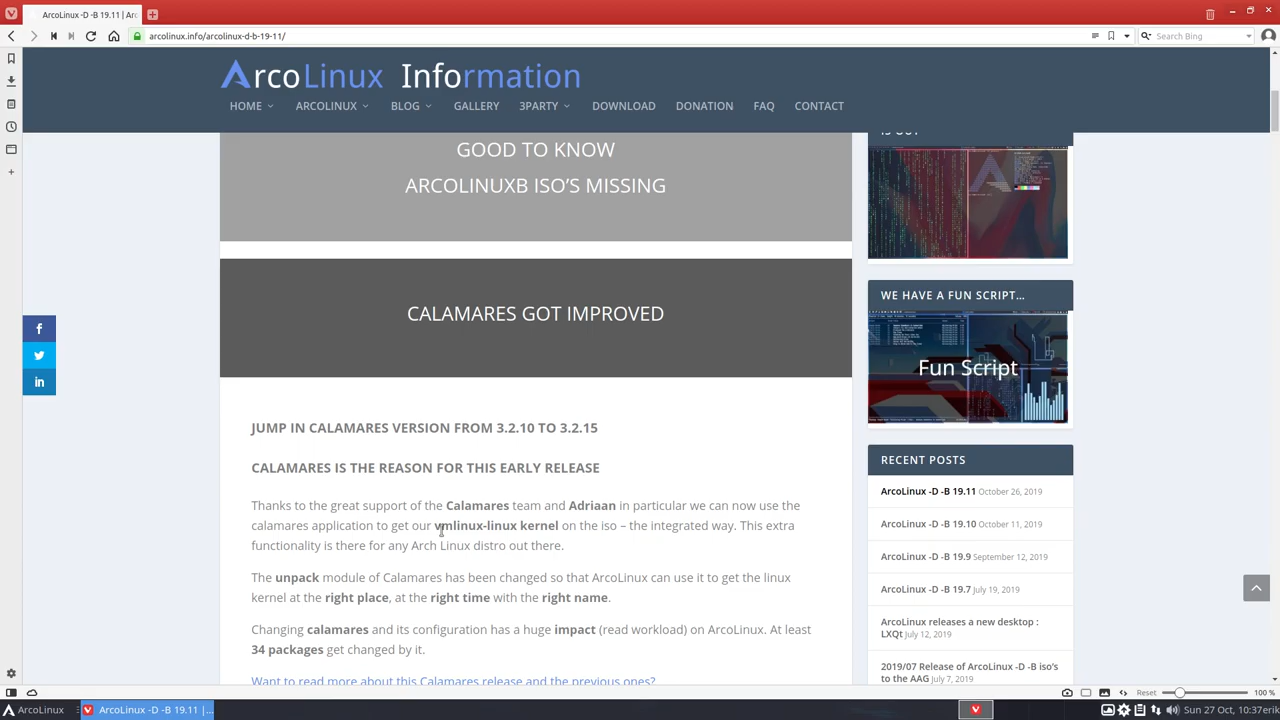 ArcoLinux -D -B 19.11 | Arc
arcolinux.info/arcolinux-d-b-19-11/
Search Bing
ArcoLinux Information
HOME
ARCOLINUX
BLOG
GALLERY
3PARTY
DOWNLOAD
DONATION
FAQ
CONTACT
GOOD TO KNOW
ARCOLINUXB ISO'S MISSING
CALAMARES GOT IMPROVED
JUMP IN CALAMARES VERSION FROM 3.2.10 TO 3.2.15
CALAMARES IS THE REASON FOR THIS EARLY RELEASE
Thanks to the great support of the Calamares team and Adriaan in particular we can now use the
calamares application to get our vmlinux-linux kernel on the iso – the integrated way. This extra
functionality is there for any Arch Linux distro out there.
The unpack module of Calamares has been changed so that ArcoLinux can use it to get the linux
kernel at the right place, at the right time with the right name.
Changing calamares and its configuration has a huge impact (read workload) on ArcoLinux. At least
34 packages get changed by it.
Want to read more about this Calamares release and the previous ones?
IS OUT
WE HAVE A FUN SCRIPT…
Fun Script
RECENT POSTS
ArcoLinux -D -B 19.11 October 26, 2019
ArcoLinux -D -B 19.10 October 11, 2019
ArcoLinux -D -B 19.9 September 12, 2019
ArcoLinux -D -B 19.7 July 19, 2019
ArcoLinux releases a new desktop :
LXQt July 12, 2019
2019/07 Release of ArcoLinux -D -B iso's
to the AAG July 7, 2019
Reset
100 %
ArcoLinux
ArcoLinux -D -B 19.11 |...
Sun 27 Oct, 10:37
erik